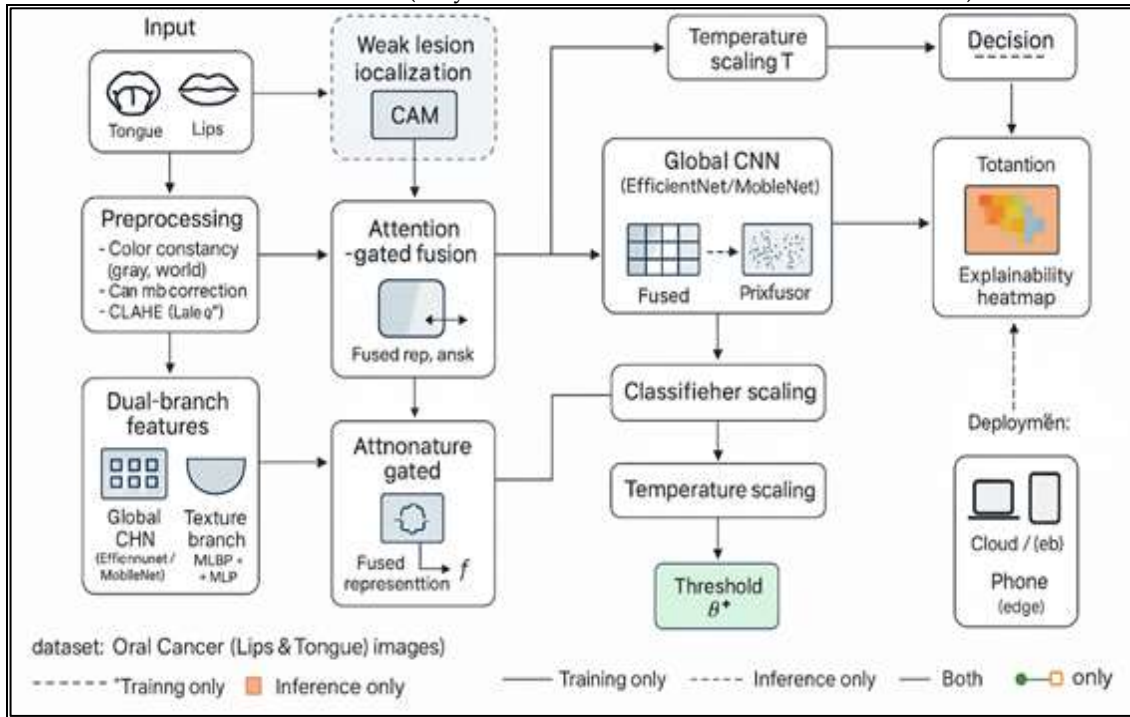 Input
Tongue
Lips
Weak lesion
iocalization
CAM
Temperature
scaling T
Decision
Preprocessing
- Color constancy
(gray, world)
- Can mb correction
- CLAHE
Attention
-gated fusion
Fused rep, ansk
Global CNN
(EfficientNet/MobleNet)
Fused
Prixfusor
Totantion
Explainability
heatmap
Dual-branch
features
Global
CHN
MobileNet)
Texture
branch
MLBP +
+ MLP
Attnonature
gated
Fused
representtion f
Classifieher scaling
Temperature scaling
Threshold
θ⁺
Deploymĕn:
Cloud / (eb)
Phone
(edge)
dataset: Oral Cancer (Lips & Tongue) images)
"Trainng only
Inference only
Training only
Inference only
Both
only